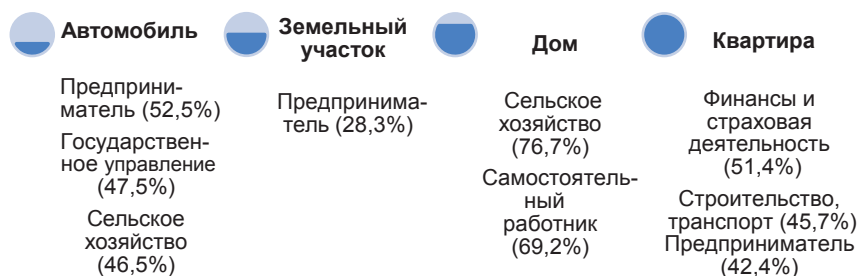 Автомобиль
Предприни-
матель (52,5%)
Государствен-
ное управление
(47,5%)
Сельское
хозяйство
(46,5%)
Земельный
участок
Предпринима-
тель (28,3%)
Дом
Сельское
хозяйство
(76,7%)
Самостоятель-
ный
работник
(69,2%)
Квартира
Финансы и
страховая
деятельность
(51,4%)
Строительство,
транспорт (45,7%)
Предприниматель
(42,4%)